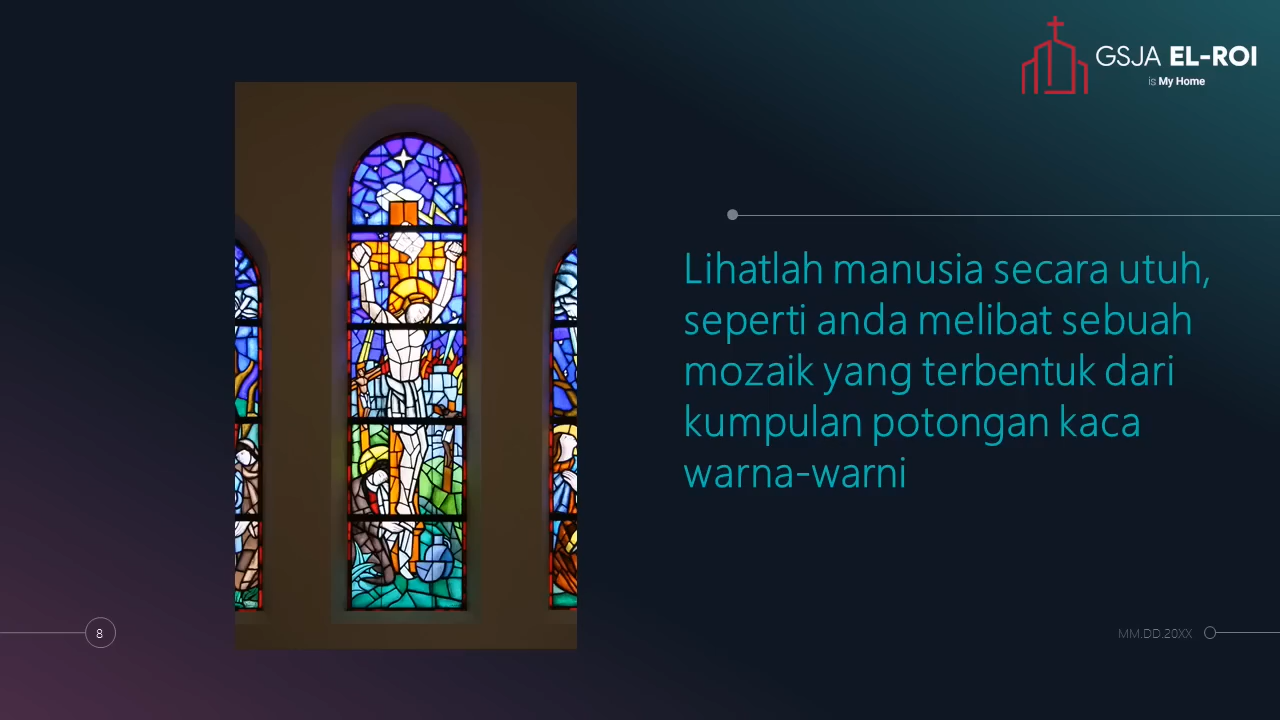 GSJA EL-ROI
is My Home
Lihatlah manusia secara utuh,
seperti anda melibat sebuah
mozaik yang terbentuk dari
kumpulan potongan kaca
warna-warni
8
MM.DD.20XX